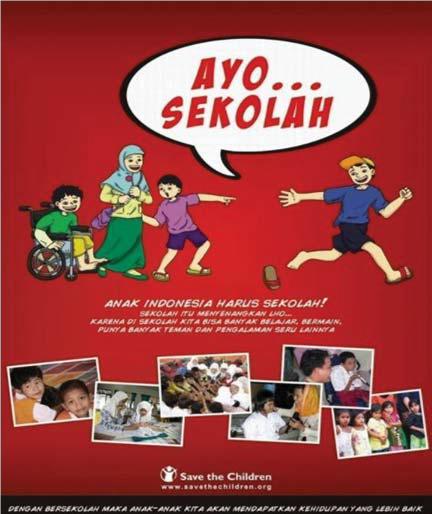 AYO...
SEKOLAH
ANAK INDONESIA HARUS SEKOLAH!
SEKOLAH ITU MENYENANGKAN LHO...
KARENA DI SEKOLAH KITA BISA BANYAK BELAJAR, BERMAIN,
PUNYA BANYAK TEMAN DAN PENGALAMAN SERU LAINNYA
Save the Children
www.savethechildren.org
DENGAN BERSEKOLAH MAKA ANAK-ANAK KITA AKAN MENDAPATKAN KEHIDUPAN YANG LEBIH BAIK